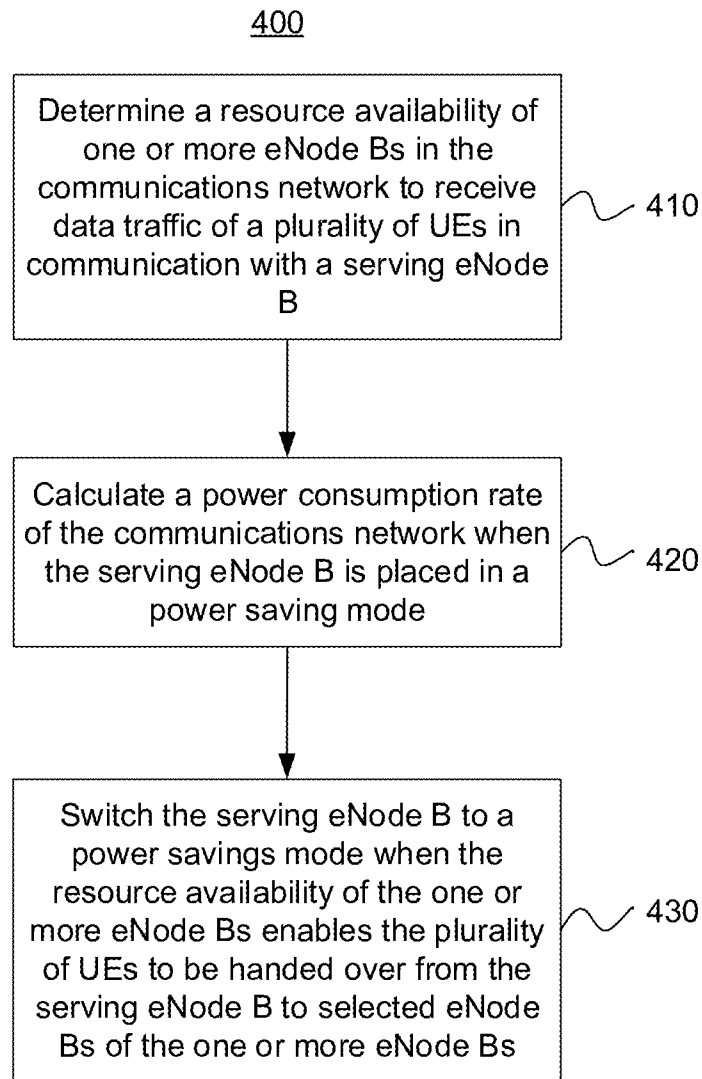 400
Determine a resource availability of
one or more eNode Bs in the
communications network to receive
data traffic of a plurality of UEs in
communication with a serving eNode
B
410
Calculate a power consumption rate
of the communications network when
the serving eNode B is placed in a
power saving mode
420
Switch the serving eNode B to a
power savings mode when the
resource availability of the one or
more eNode Bs enables the plurality
of UEs to be handed over from the
serving eNode B to selected eNode
Bs of the one or more eNode Bs
430